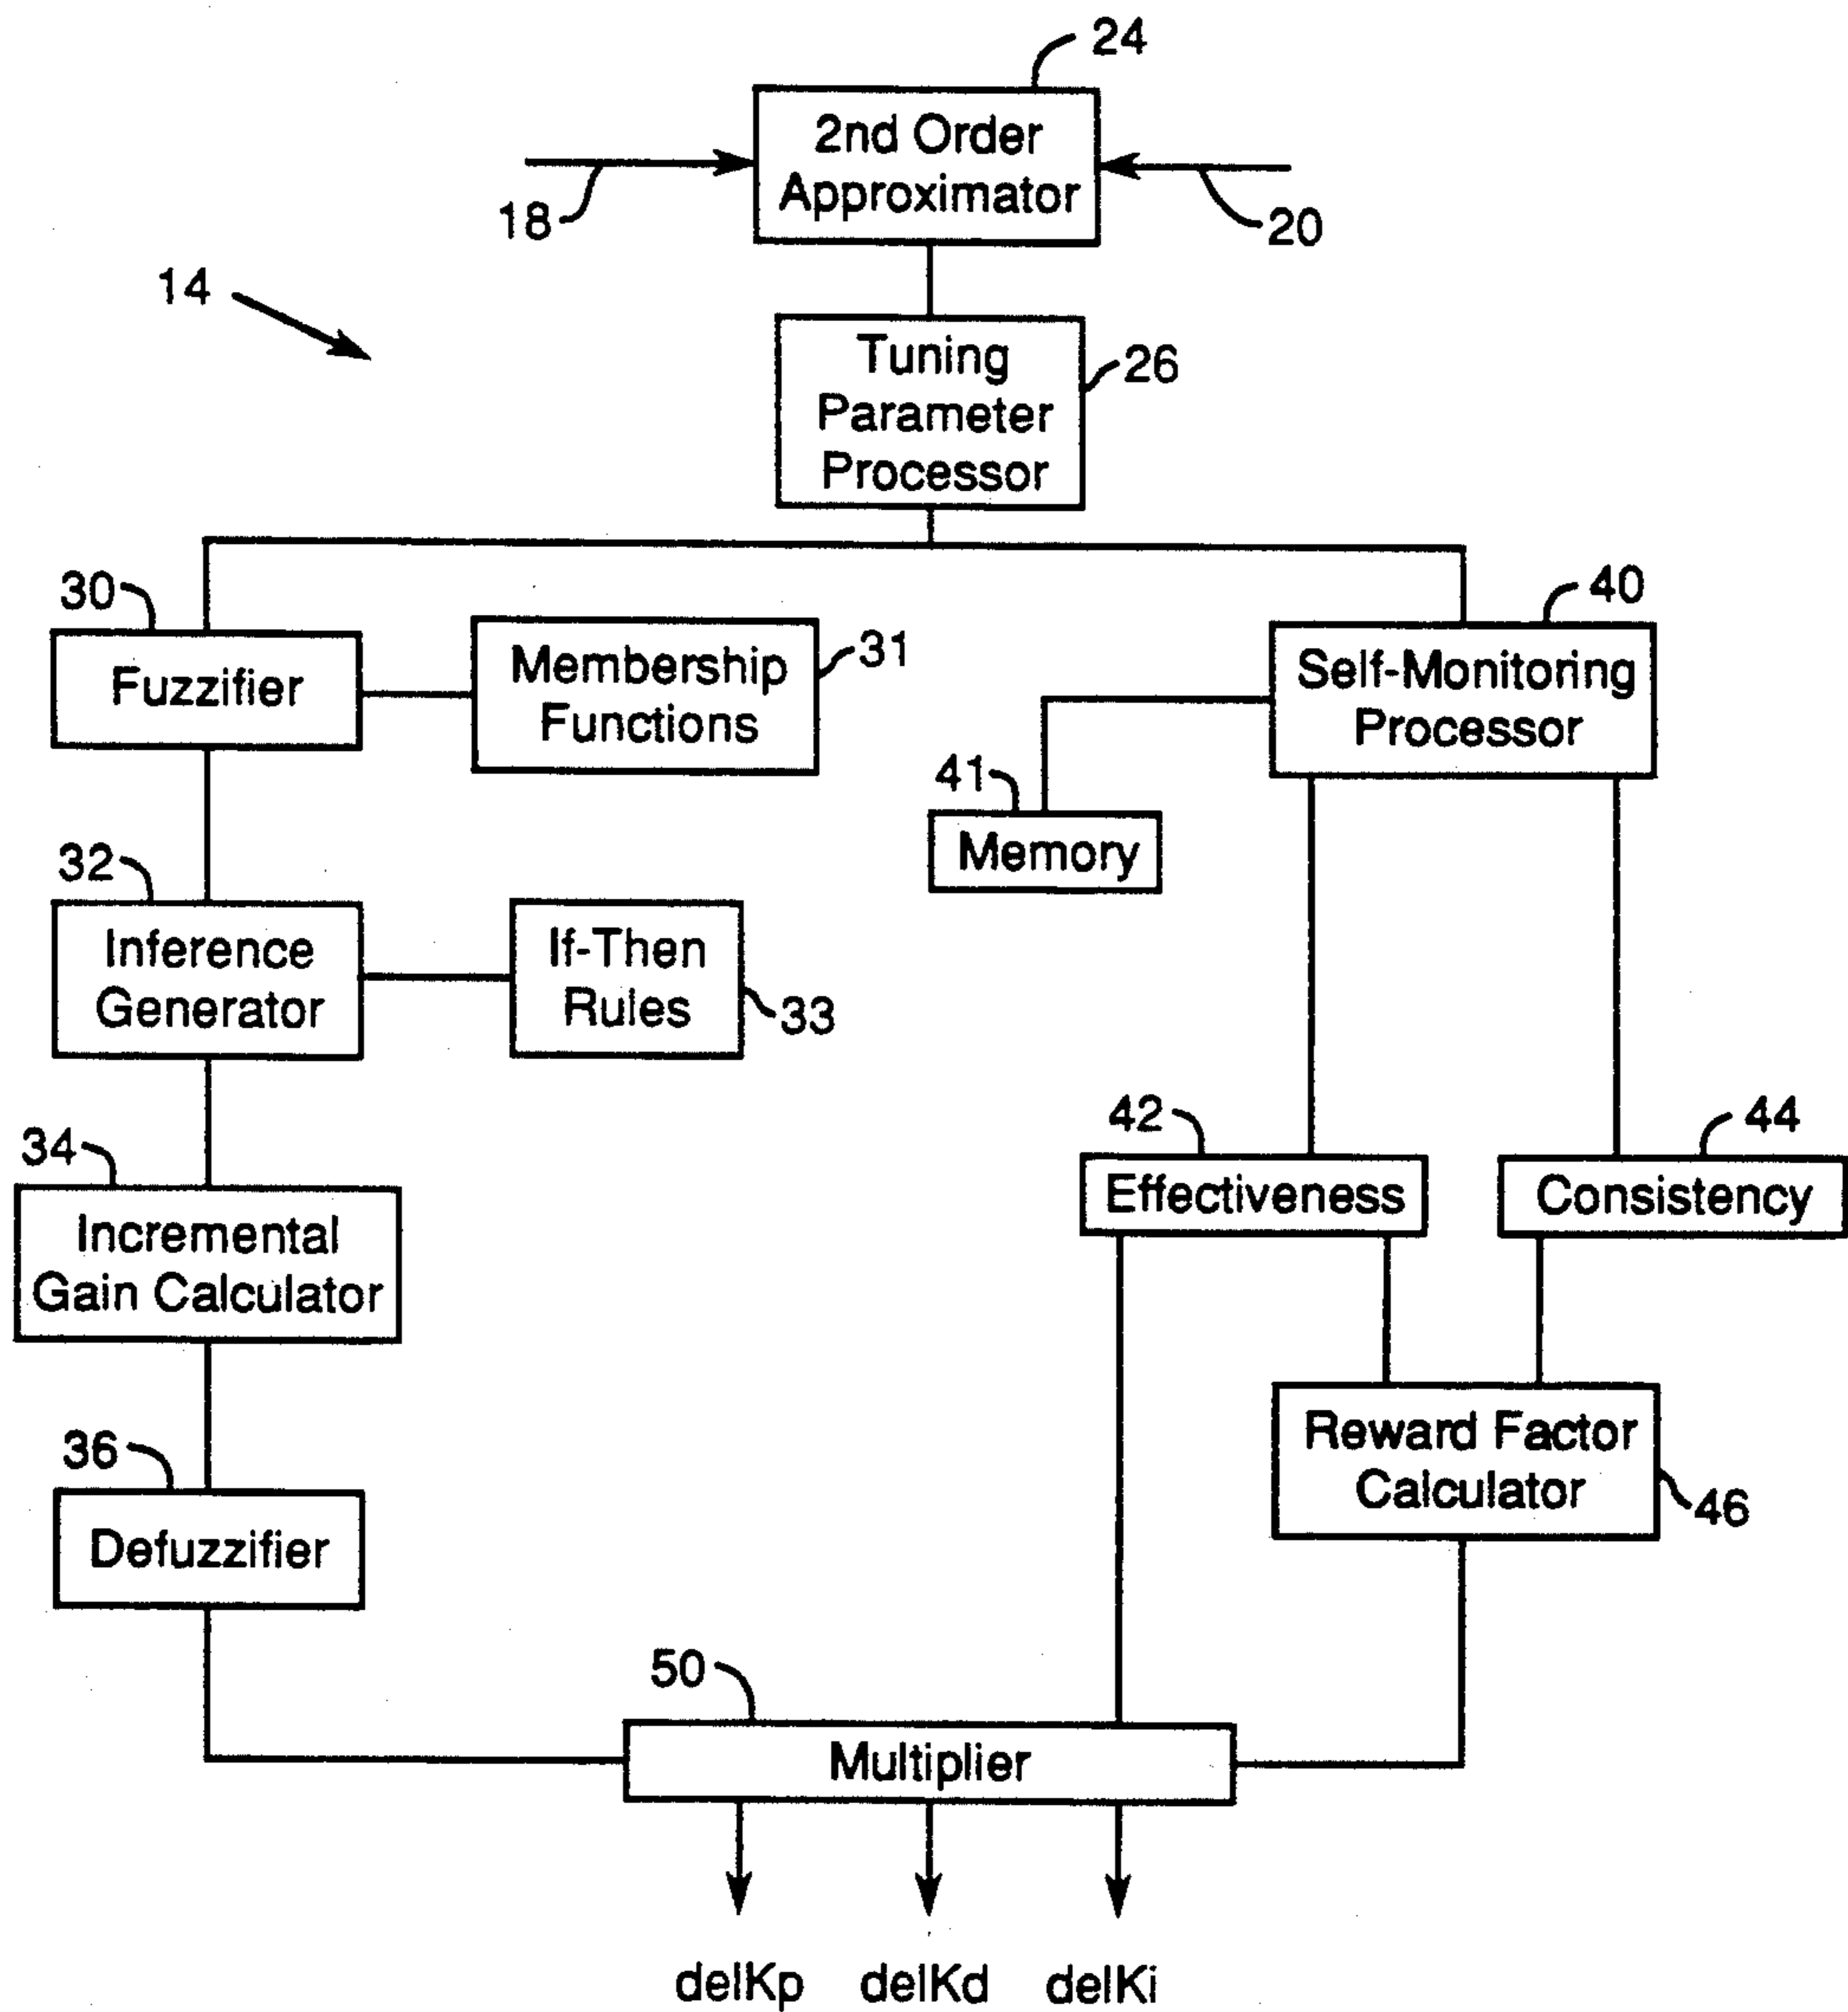 24
2nd Order
Approximator
18
20
14
Tuning
Parameter
Processor
26
30
Fuzzifier
Membership
Functions
31
40
Self-Monitoring
Processor
41
Memory
32
Inference
Generator
If-Then
Rules
33
42
Effectiveness
44
Consistency
34
Incremental
Gain Calculator
Reward Factor
Calculator
46
36
Defuzzifier
50
Multiplier
delKp
delKd
delKi